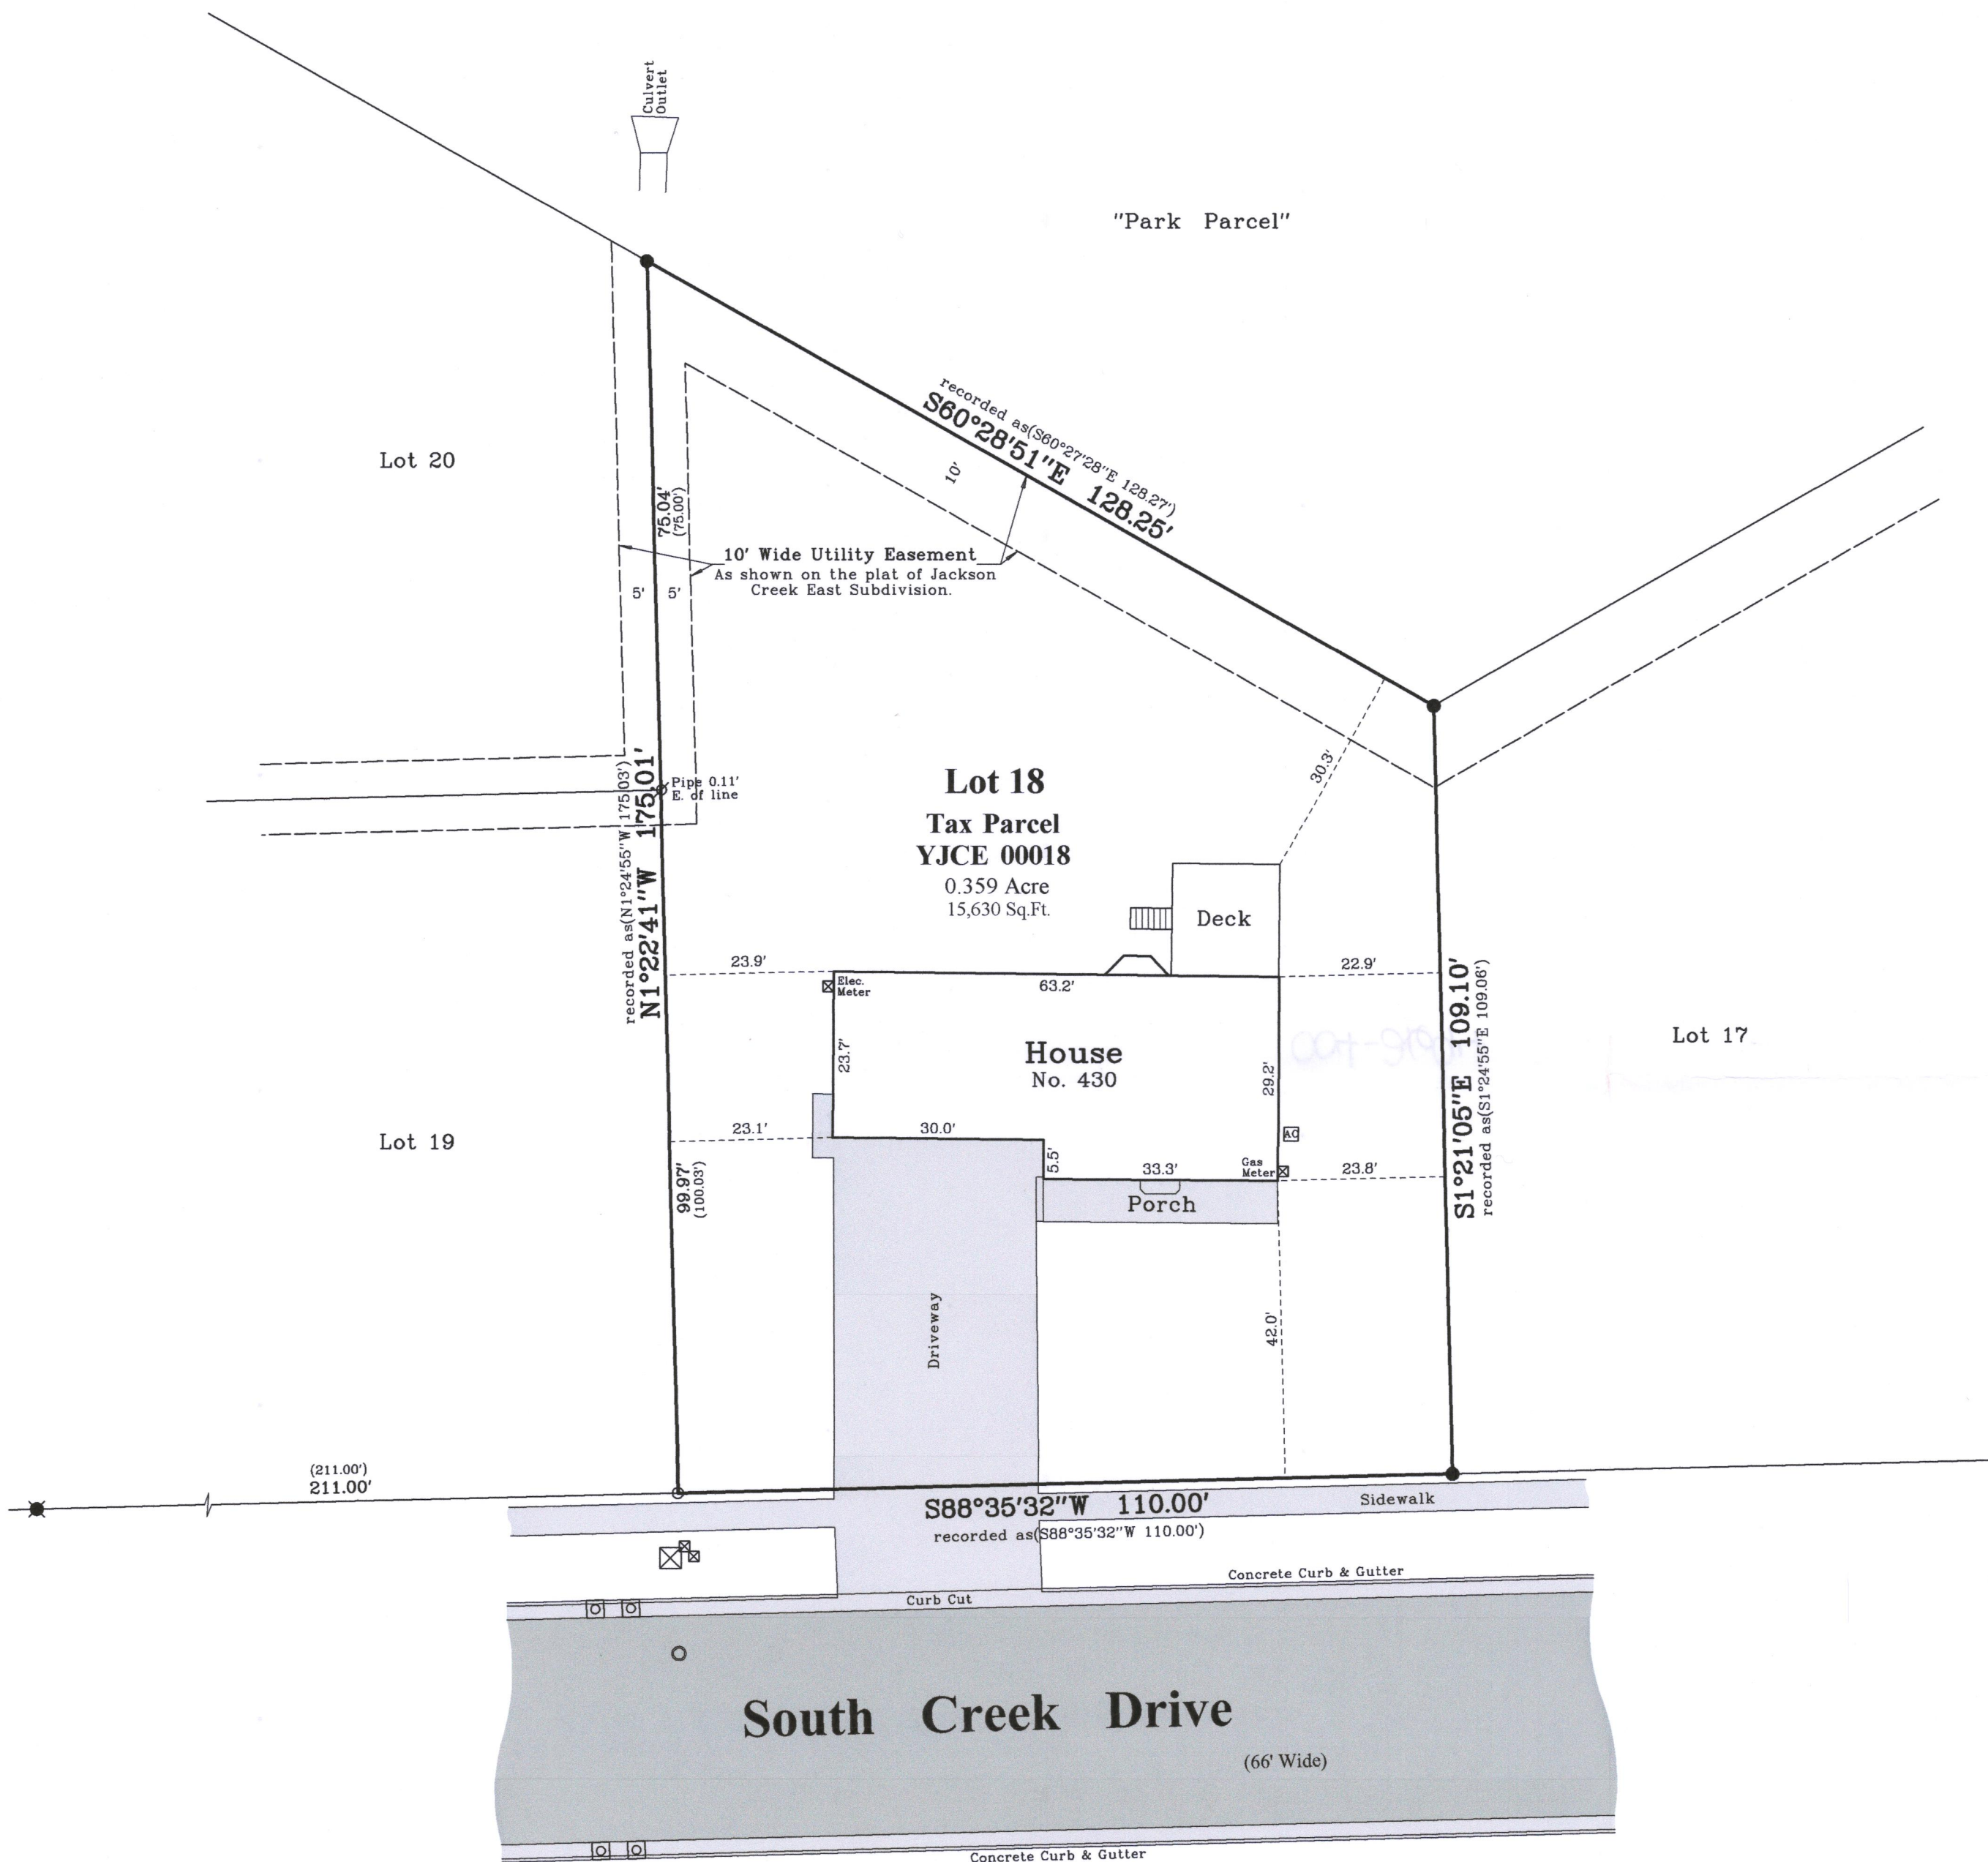 Culvert
Outlet
"Park Parcel"
recorded as(S60°27'28"E 128.27')
S60°28'51"E 128.25'
10'
Lot 20
75.04'
(75.00')
10' Wide Utility Easement
As shown on the plat of Jackson
Creek East Subdivision.
5'
5'
30.3'
Pipe 0.11'
E. of line
recorded as(N1°24'55"W 175.03')
N1°22'41"W 175.01'
Lot 18
Tax Parcel
YJCE 00018
0.359 Acre
15,630 Sq.Ft.
Deck
23.9'
22.9'
Elec.
Meter
63.2'
23.7'
House
No. 430
29.2'
S1°21'05"E 109.10'
recorded as(S1°24'55"E 109.06')
Lot 17
Lot 19
23.1'
30.0'
AC
5.5'
33.3'
Gas
Meter
23.8'
99.97'
(100.03')
Porch
Driveway
42.0'
(211.00')
211.00'
S88°35'32"W 110.00'
Sidewalk
recorded as(S88°35'32"W 110.00')
Concrete Curb & Gutter
Curb Cut
South Creek Drive
(66' Wide)
Concrete Curb & Gutter